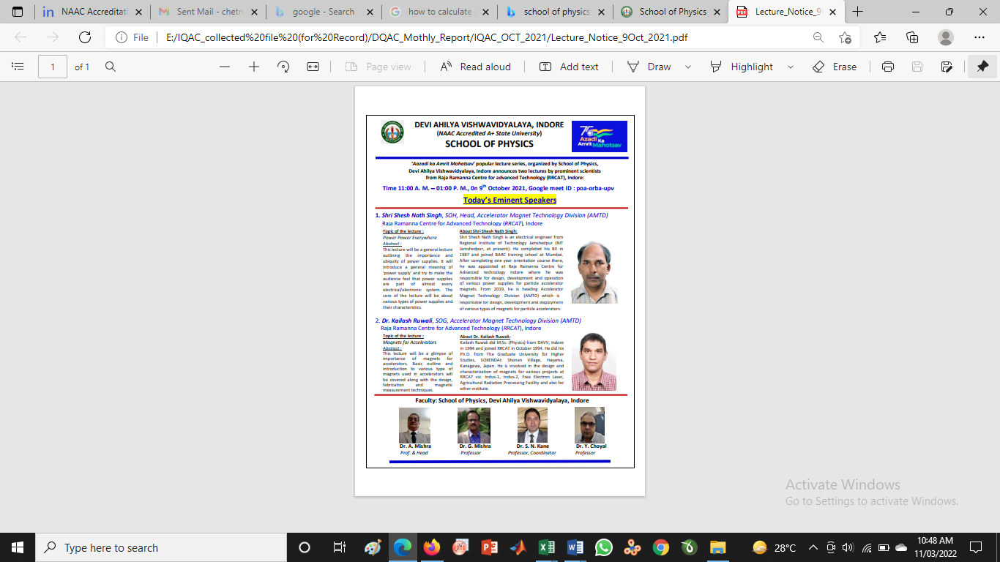 NAAC Accreditati
Sent Mail - chetn
google - Search
how to calculate
school of physics
School of Physics
Lecture_Notice_9
File
E:/IQAC_collected%20file%20(for%20Record)/DQAC_Mothly_Report/IQAC_OCT_2021/Lecture_Notice_9Oct_2021.pdf
1 of 1
Page view
Read aloud
Add text
Draw
Highlight
Erase
DEVI AHILYA VISHWAVIDYALAYA, INDORE
(NAAC Accredited A+ State University)
SCHOOL OF PHYSICS
75
Azadi Ka
Amrit Mahotsav
'Aazadi ka Amrit Mohatsav' popular lecture series, organized by School of Physics,
Devi Ahilya Vishwavidyalaya, Indore announces two lectures by prominent scientists
from Raja Ramanna Centre for advanced Technology (RRCAT), Indore:
Time 11:00 A. M. – 01:00 P. M., 0n 9th October 2021, Google meet ID : poa-orba-upv
Today's Eminent Speakers
1. Shri Shesh Nath Singh, SOH, Head, Accelerator Magnet Technology Division (AMTD)
Raja Ramanna Centre for Advanced Technology (RRCAT), Indore
Topic of the lecture :
Power Power Everywhere
Abstract :
This lecture will be a general lecture
outlining the importance and
ubiquity of power supplies. It will
introduce a general meaning of
'power supply' and try to make the
audience feel that power supplies
are part of almost every
electrical/electronic system. The
core of the lecture will be about
various types of power supplies and
their characteristics.
About Shri Shesh Nath Singh:
Shri Shesh Nath Singh is an electrical engineer from
Regional Institute of Technology Jamshedpur (NIT
Jamshedpur, at present). He completed his BE in
1987 and joined BARC training school at Mumbai.
After completing one year orientation course there,
he was appointed at Raja Ramanna Centre for
Advanced technology Indore where he was
responsible for design, development and operation
of various power supplies for particle accelerator
magnets. From 2019, he is heading Accelerator
Magnet Technology Division (AMTD) which is
responsible for design, development and deployment
of various types of magnets for particle accelerators.
2. Dr. Kailash Ruwali, SOG, Accelerator Magnet Technology Division (AMTD)
Raja Ramanna Centre for Advanced Technology (RRCAT), Indore
Topic of the lecture :
Magnets for Accelerators
Abstract :
This lecture will be a glimpse of
importance of magnets for
accelerators. Basic outline and
introduction to various type of
magnets used in accelerators will
be covered along with the design,
fabrication and magnetic
measurement techniques.
About Dr. Kailash Ruwali:
Kailash Ruwali did M.Sc. (Physics) from DAVV, Indore
in 1994 and joined RRCAT in October 1994. He did his
Ph.D. from The Graduate University for Higher
Studies, SOKENDAI: Shonan Village, Hayama,
Kanagawa, Japan. He is involved in the design and
characterization of magnets for various projects at
RRCAT viz. Indus-1, Indus-2, Free Electron Laser,
Agricultural Radiation Processing Facility and also for
other institute.
Faculty: School of Physics, Devi Ahilya Vishwavidyalaya, Indore
Dr. A. Mishra
Prof. & Head
Dr. G. Mishra
Professor
Dr. S. N. Kane
Professor, Coordinator
Dr. Y. Choyal
Professor
Activate Windows
Go to Settings to activate Windows.
Type here to search
28°C
10:48 AM
11/03/2022